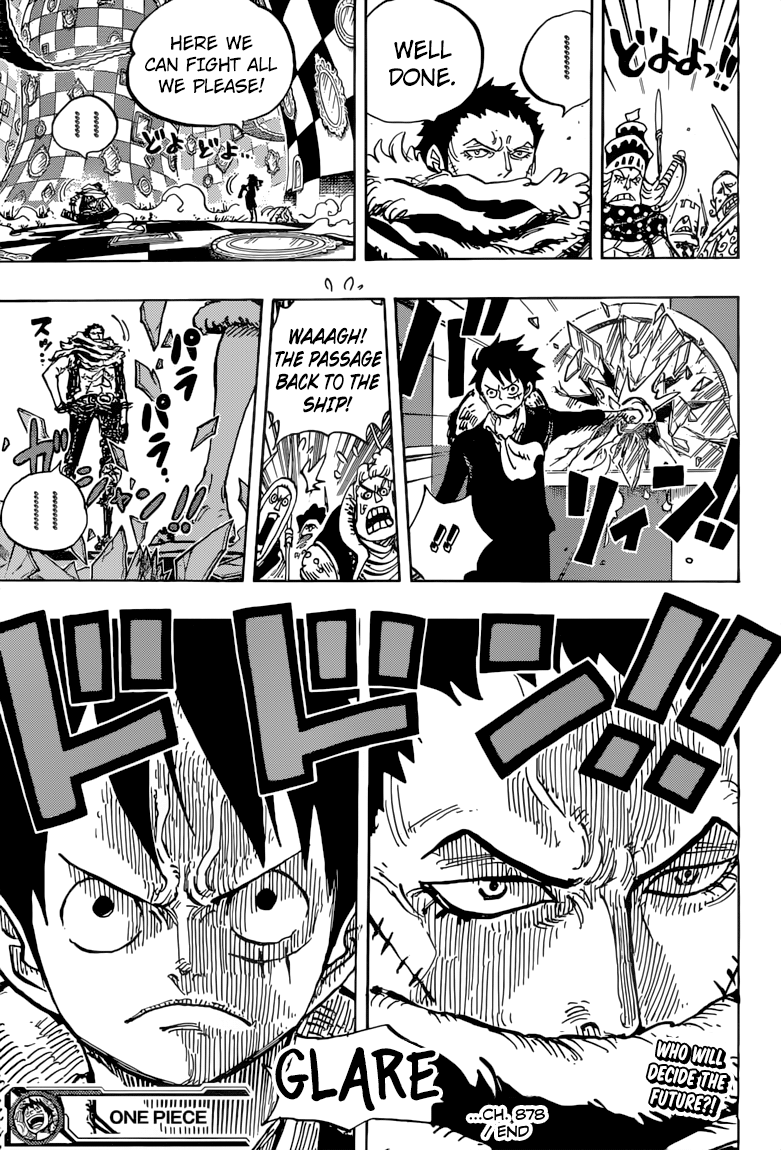 どよよっ!!
WELL
DONE.
HERE WE
CAN FIGHT ALL
WE PLEASE!
どよどよ...
リィン!!
!!
WAAAGH!
THE PASSAGE
BACK TO THE
SHIP!
パラ
パラ
スッ...
ガシャン!!
ドドン!!
GLARE
WHO WILL
DECIDE THE
FUTURE?!
...CH. 878
/ END
ONE PIECE